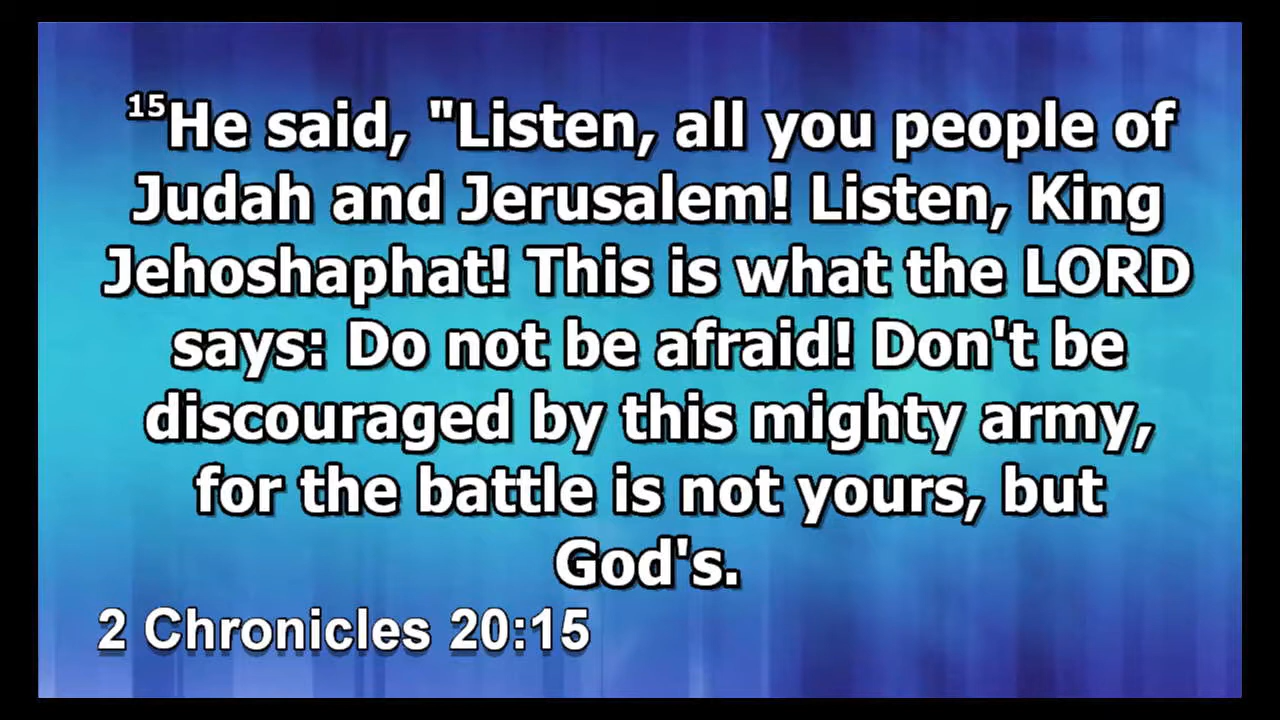 15He said, "Listen, all you people of
Judah and Jerusalem! Listen, King
Jehoshaphat! This is what the LORD
says: Do not be afraid! Don't be
discouraged by this mighty army,
for the battle is not yours, but
God's.
2 Chronicles 20:15